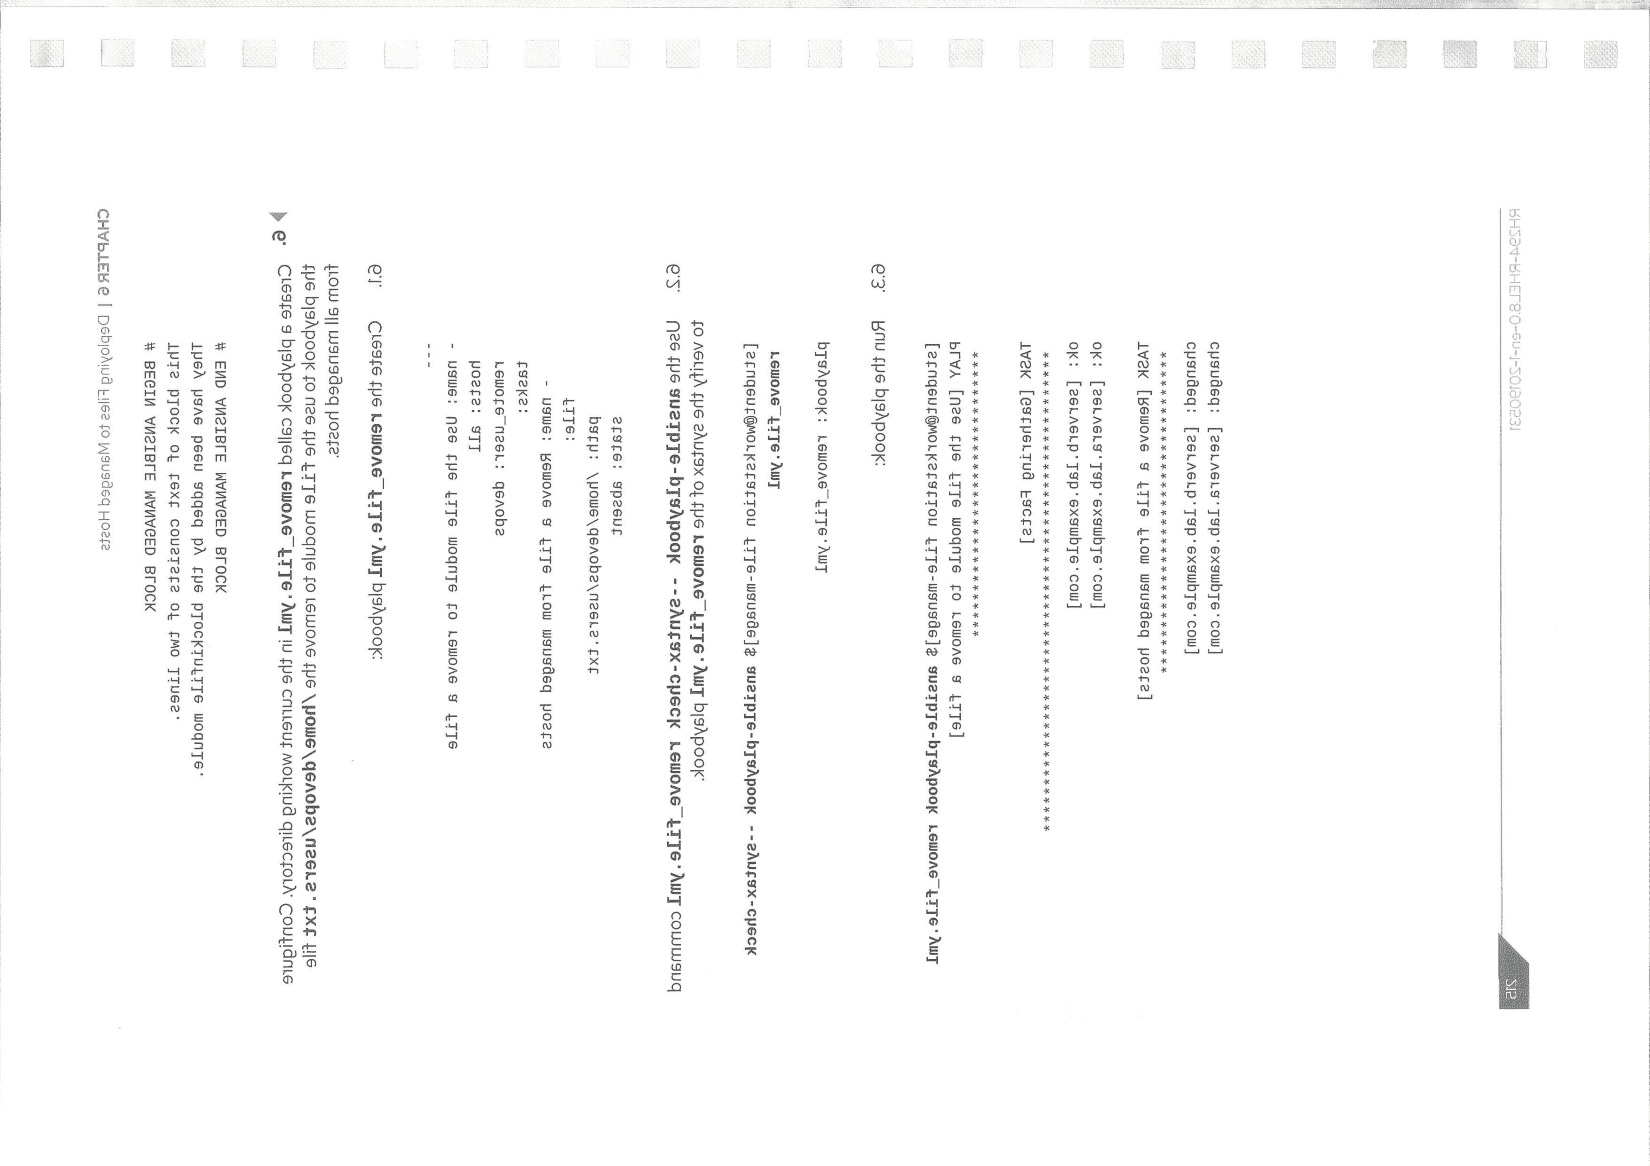 CHAPTER 6 | Deploying Files to Managed Hosts
# BEGIN ANSIBLE MANAGED BLOCK
This block of text consists of two lines.
They have been added by the blockinfile module.
# END ANSIBLE MANAGED BLOCK
6. Create a playbook called remove_file.yml in the current working directory. Configure
the playbook to use the file module to remove the /home/devops/users.txt file
from all managed hosts.
6.1. Create the remove_file.yml playbook:
---
- name: Use the file module to remove a file
hosts: all
remote_user: devops
tasks:
- name: Remove a file from managed hosts
file:
path: /home/devops/users.txt
state: absent
6.2. Use the ansible-playbook --syntax-check remove_file.yml command
to verify the syntax of the remove_file.yml playbook.
[student@workstation file-manage]$ ansible-playbook --syntax-check
remove_file.yml
playbook: remove_file.yml
6.3. Run the playbook:
[student@workstation file-manage]$ ansible-playbook remove_file.yml
PLAY [Use the file module to remove a file]
***************************************
TASK [Gathering Facts]
******************************************************************
ok: [serverb.lab.example.com]
ok: [servera.lab.example.com]
TASK [Remove a file from managed hosts]
********************************************
changed: [serverb.lab.example.com]
changed: [servera.lab.example.com]
RH294-RHEL8.0-en-1-20190531
215